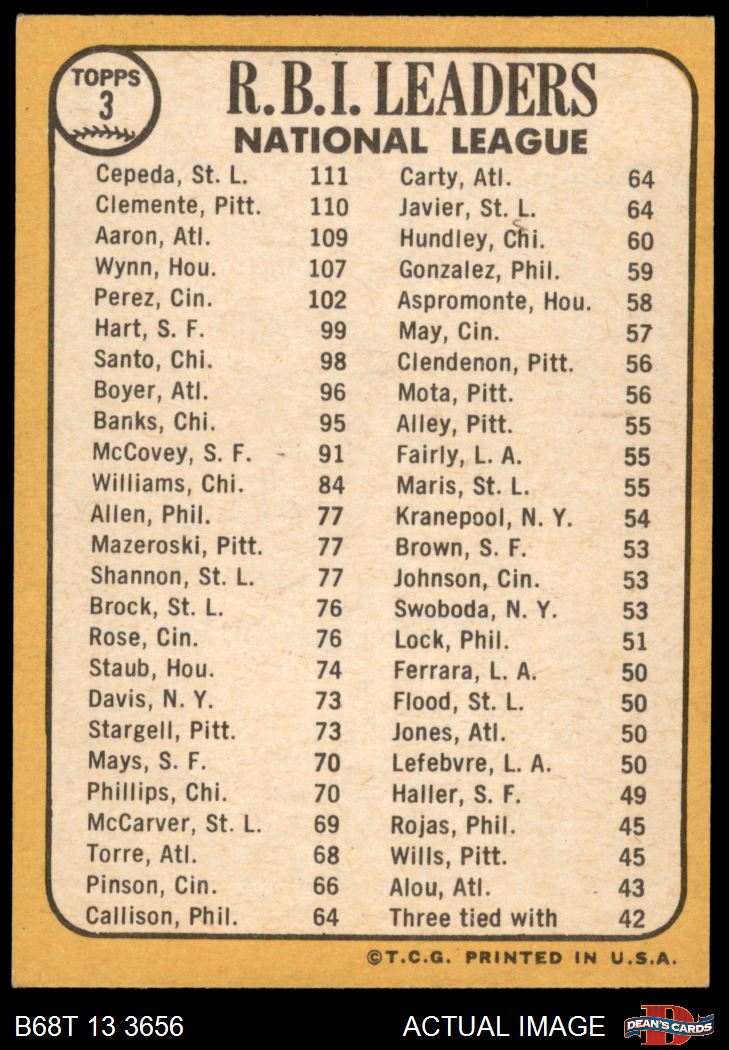 TOPPS
3
R.B.I. LEADERS
NATIONAL LEAGUE
Cepeda, St. L. 111
Clemente, Pitt. 110
Aaron, Atl. 109
Wynn, Hou. 107
Perez, Cin. 102
Hart, S. F. 99
Santo, Chi. 98
Boyer, Atl. 96
Banks, Chi. 95
McCovey, S. F. 91
Williams, Chi. 84
Allen, Phil. 77
Mazeroski, Pitt. 77
Shannon, St. L. 77
Brock, St. L. 76
Rose, Cin. 76
Staub, Hou. 74
Davis, N. Y. 73
Stargell, Pitt. 73
Mays, S. F. 70
Phillips, Chi. 70
McCarver, St. L. 69
Torre, Atl. 68
Pinson, Cin. 66
Callison, Phil. 64
Carty, Atl. 64
Javier, St. L. 64
Hundley, Chi. 60
Gonzalez, Phil. 59
Aspromonte, Hou. 58
May, Cin. 57
Clendenon, Pitt. 56
Mota, Pitt. 56
Alley, Pitt. 55
Fairly, L. A. 55
Maris, St. L. 55
Kranepool, N. Y. 54
Brown, S. F. 53
Johnson, Cin. 53
Swoboda, N. Y. 53
Lock, Phil. 51
Ferrara, L. A. 50
Flood, St. L. 50
Jones, Atl. 50
Lefebvre, L. A. 50
Haller, S. F. 49
Rojas, Phil. 45
Wills, Pitt. 45
Alou, Atl. 43
Three tied with 42
©T.C.G. PRINTED IN U.S.A.
B68T 13 3656
ACTUAL IMAGE
D
DEAN'S CARDS